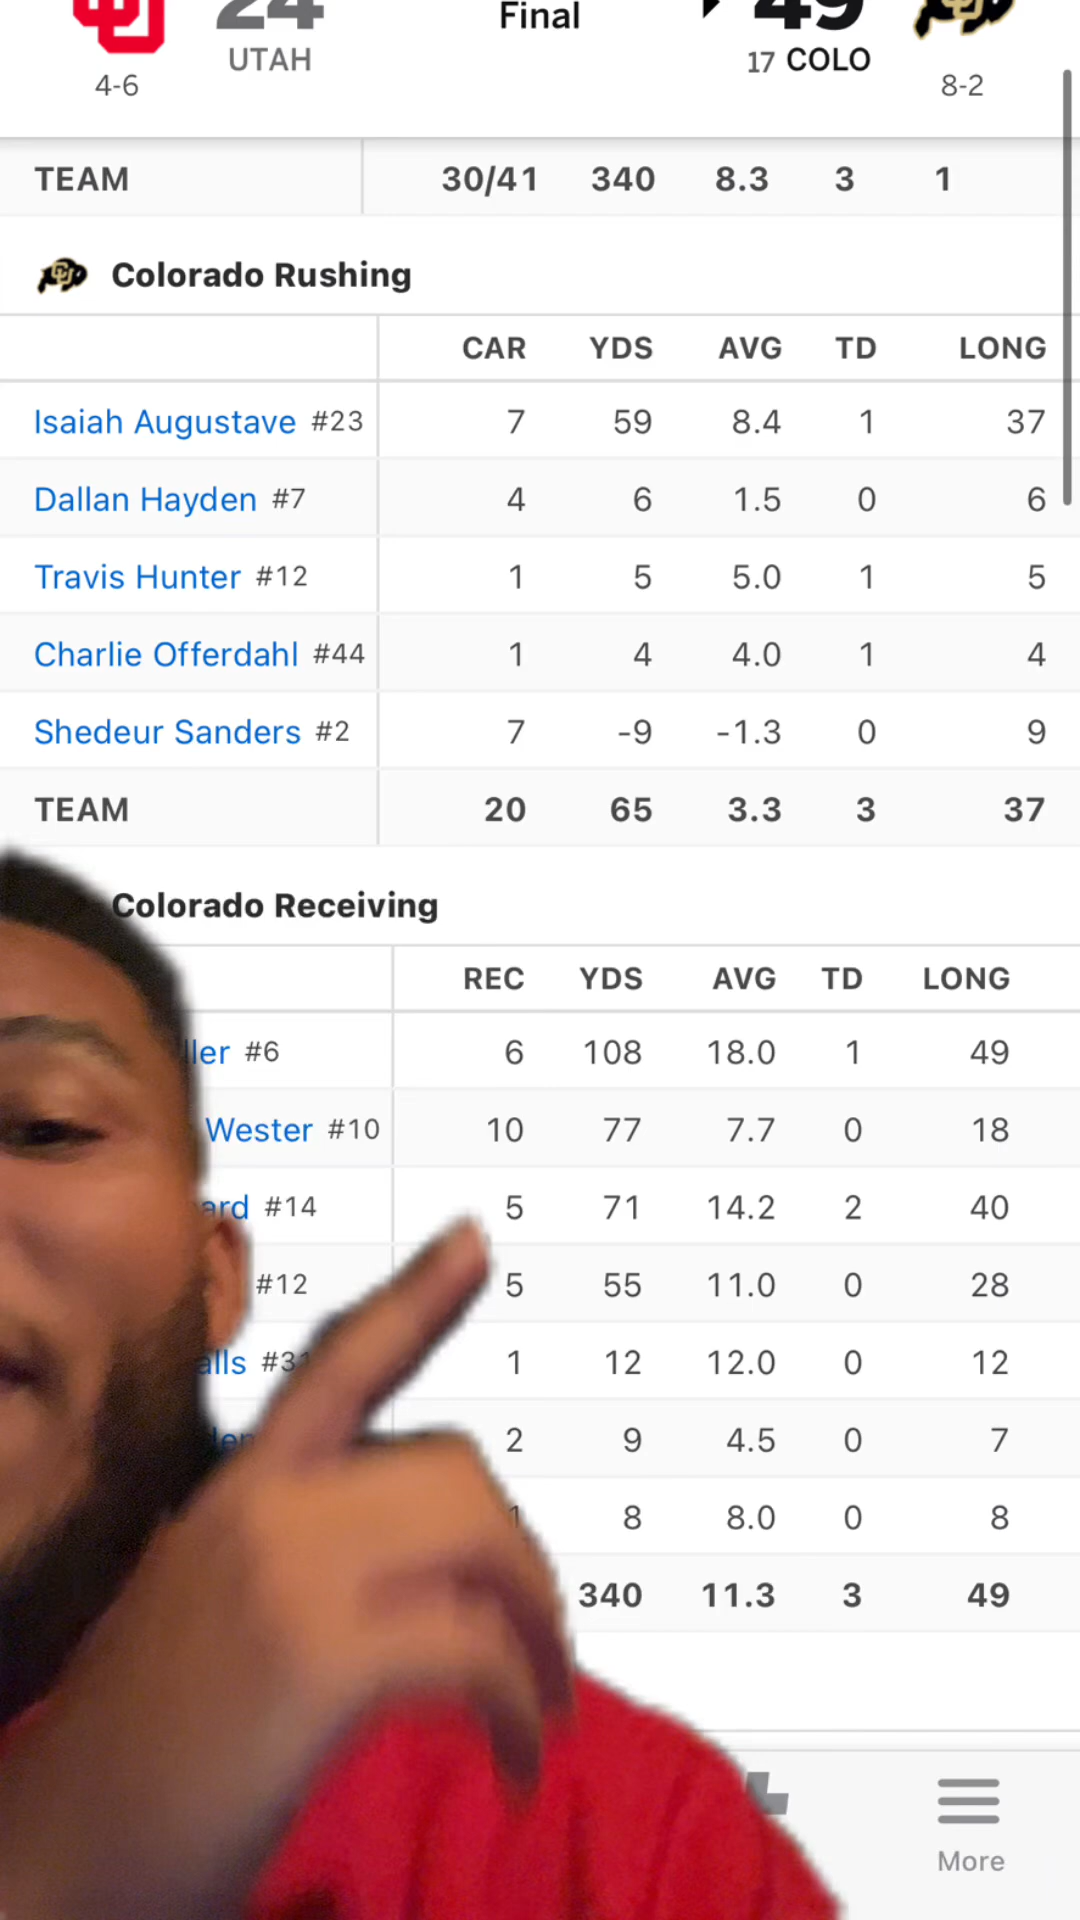 24 Final 49
UTAH 17 COLO
4-6 8-2
TEAM 30/41 340 8.3 3 1
Colorado Rushing
CAR YDS AVG TD LONG
Isaiah Augustave #23 7 59 8.4 1 37
Dallan Hayden #7 4 6 1.5 0 6
Travis Hunter #12 1 5 5.0 1 5
Charlie Offerdahl #44 1 4 4.0 1 4
Shedeur Sanders #2 7 -9 -1.3 0 9
TEAM 20 65 3.3 3 37
Colorado Receiving
REC YDS AVG TD LONG
ller #6 6 108 18.0 1 49
Wester #10 10 77 7.7 0 18
ard #14 5 71 14.2 2 40
#12 5 55 11.0 0 28
alls #31 1 12 12.0 0 12
2 9 4.5 0 7
1 8 8.0 0 8
340 11.3 3 49
More